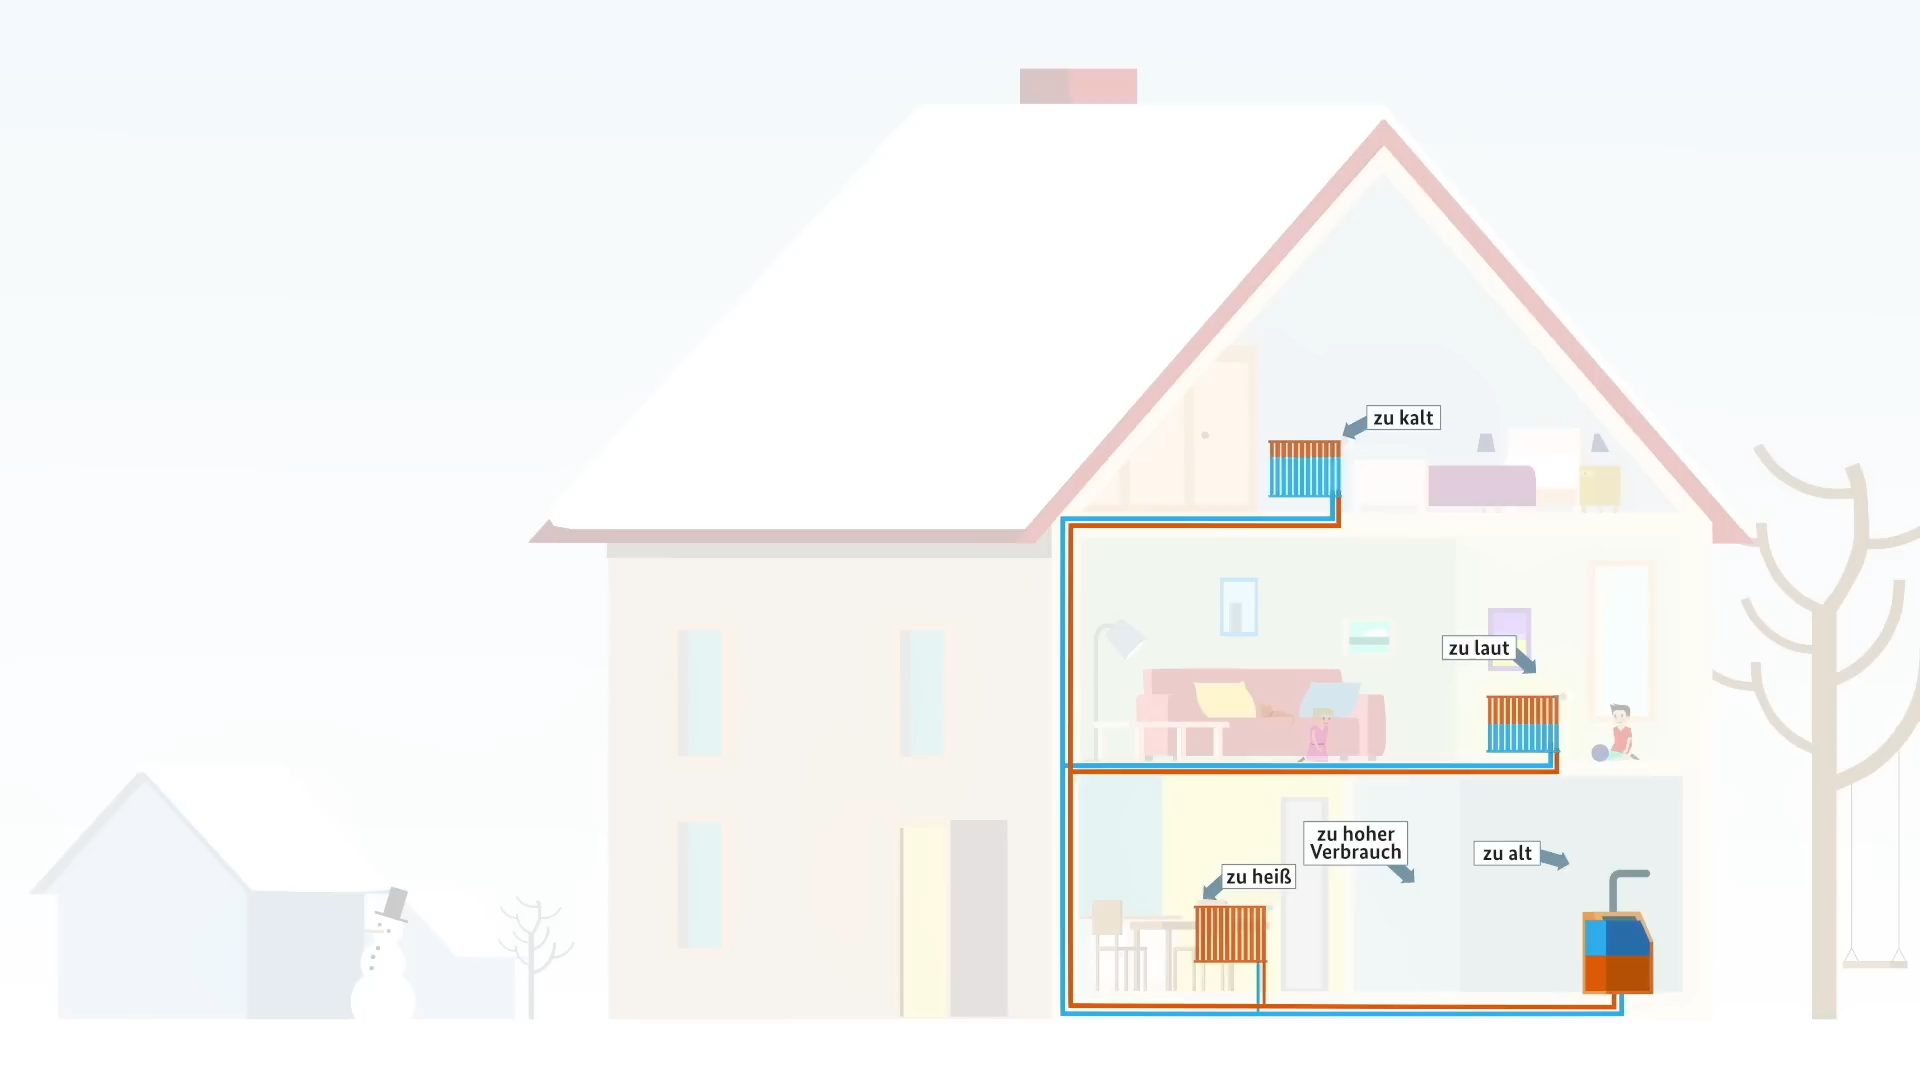 zu kalt
zu laut
zu hoher
Verbrauch
zu alt
zu heiß